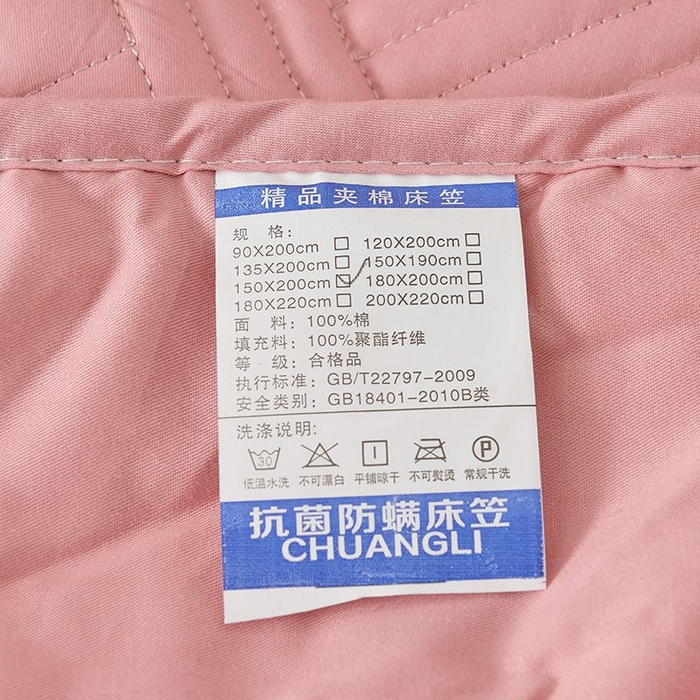 精品夹棉床笠
规 格:
90X200cm □ 120X200cm □
135X200cm □ 150X190cm □
150X200cm ☑ 180X200cm □
180X220cm □ 200X220cm □
面 料: 100%棉
填充料: 100%聚酯纤维
等 级: 合格品
执行标准: GB/T22797-2009
安全类别: GB18401-2010B类
洗涤说明:
30 P
低温水洗 不可漂白 平铺晾干 不可熨烫 常规干洗
抗菌防螨床笠
CHUANGLI